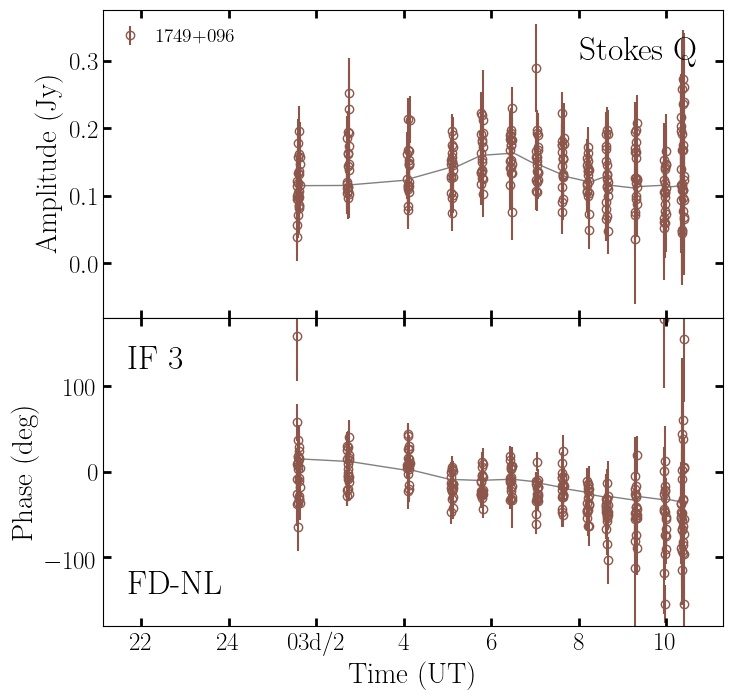 1749+096
Stokes Q
0.3
0.2
0.1
0.0
Amplitude (Jy)
IF 3
100
0
−100
Phase (deg)
FD-NL
22 24 03d/2 4 6 8 10
Time (UT)